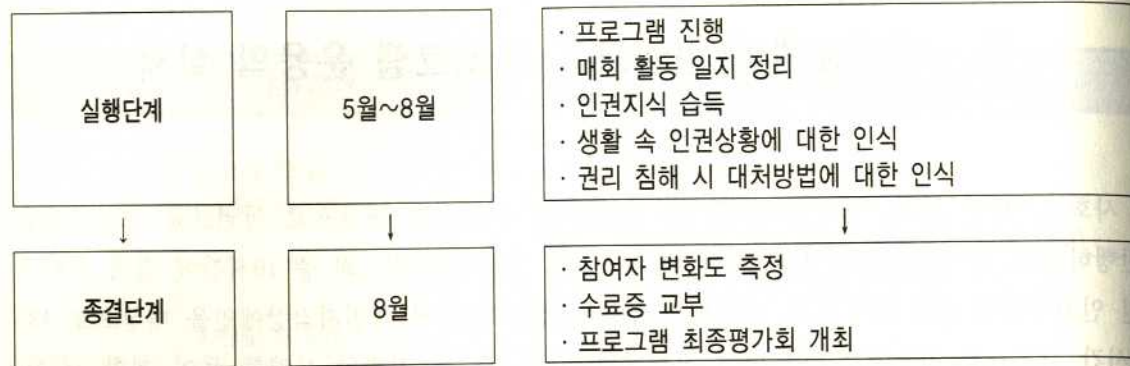 실행단계
5월~8월
· 프로그램 진행
· 매회 활동 일지 정리
· 인권지식 습득
· 생활 속 인권상황에 대한 인식
· 권리 침해 시 대처방법에 대한 인식
↓ ↓ ↓
종결단계
8월
· 참여자 변화도 측정
· 수료증 교부
· 프로그램 최종평가회 개최